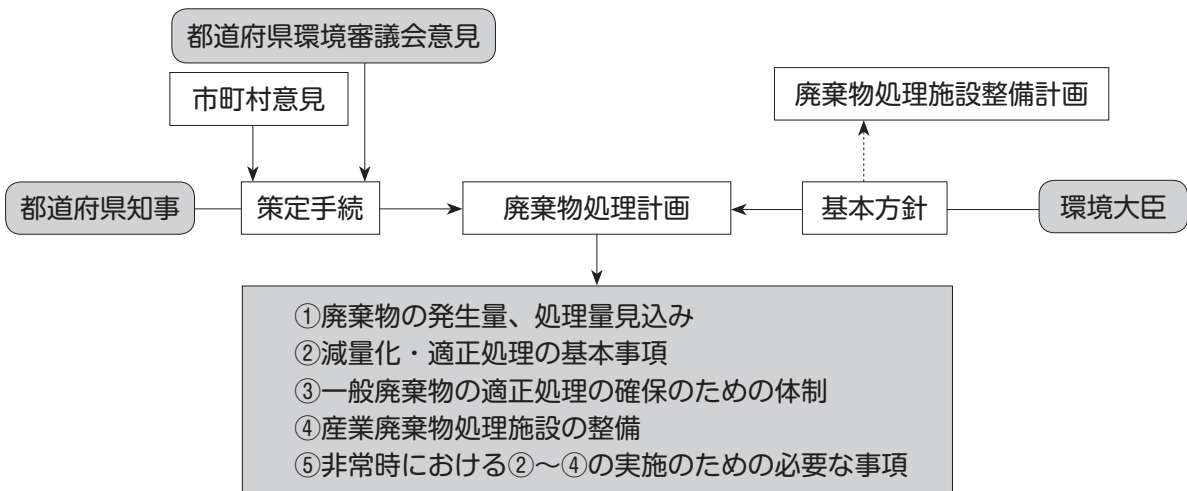 都道府県環境審議会意見
市町村意見
廃棄物処理施設整備計画
都道府県知事
策定手続
廃棄物処理計画
基本方針
環境大臣
①廃棄物の発生量、処理量見込み
②減量化・適正処理の基本事項
③一般廃棄物の適正処理の確保のための体制
④産業廃棄物処理施設の整備
⑤非常時における②～④の実施のための必要な事項